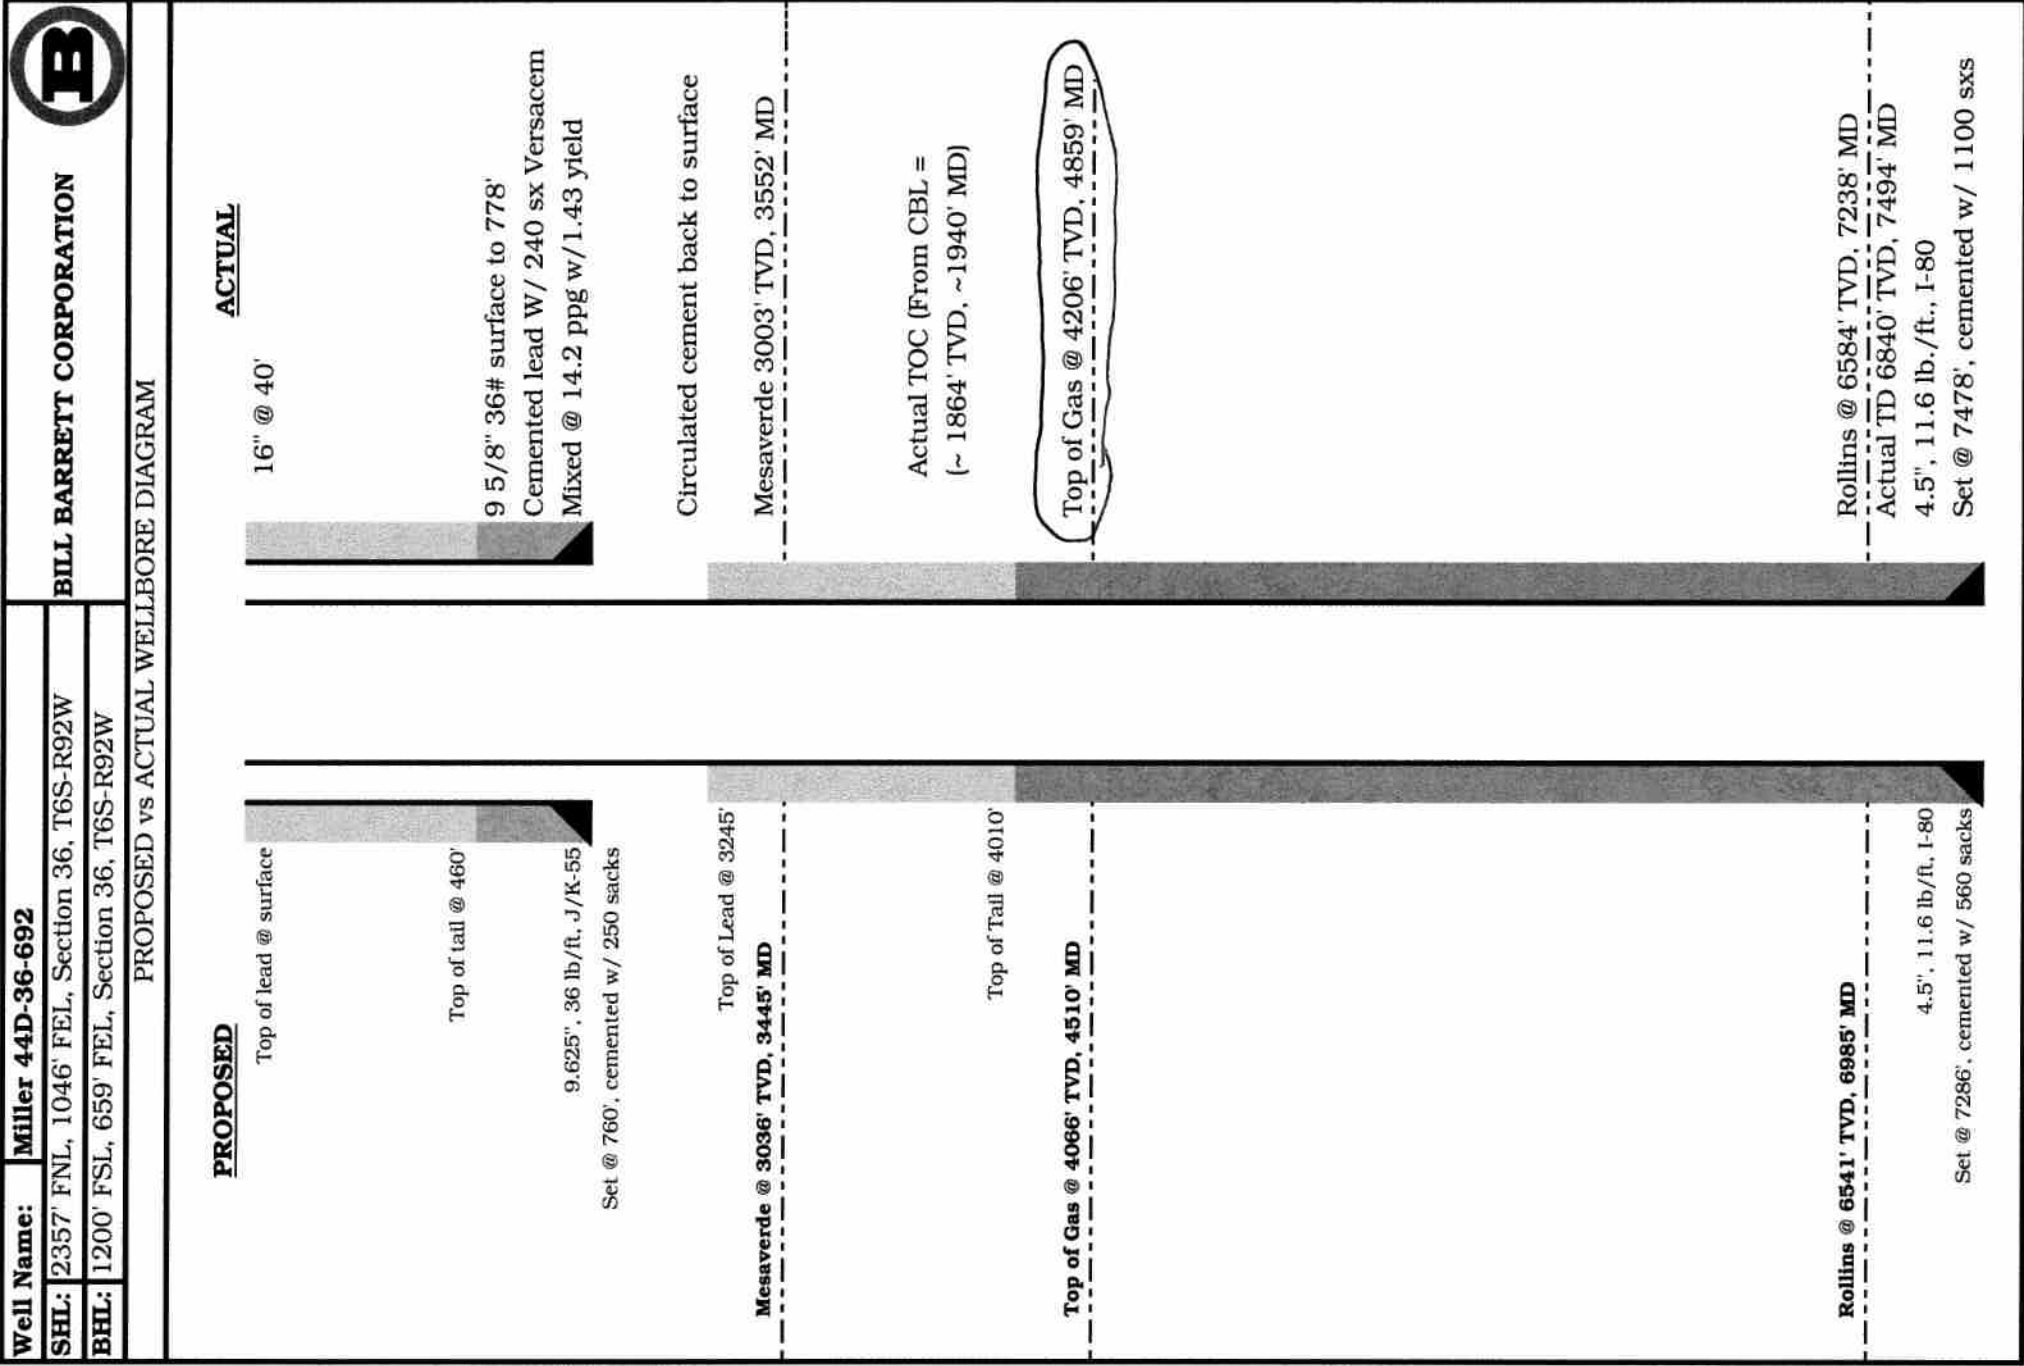 Well Name: Miller 44D-36-692
SHL: 2357' FNL, 1046' FEL, Section 36, T6S-R92W
BHL: 1200' FSL, 659' FEL, Section 36, T6S-R92W
BILL BARRETT CORPORATION
B
PROPOSED vs ACTUAL WELLBORE DIAGRAM
PROPOSED
Top of lead @ surface
Top of tail @ 460'
9.625", 36 lb/ft, J/K-55
Set @ 760', cemented w/ 250 sacks
Top of Lead @ 3245'
Mesaverde @ 3036' TVD, 3445' MD
Top of Tail @ 4010'
Top of Gas @ 4066' TVD, 4510' MD
Rollins @ 6541' TVD, 6985' MD
4.5", 11.6 lb/ft, I-80
Set @ 7286', cemented w/ 560 sacks
ACTUAL
16" @ 40'
9 5/8" 36# surface to 778'
Cemented lead W/ 240 sx Versacem
Mixed @ 14.2 ppg w/1.43 yield
Circulated cement back to surface
Mesaverde 3003' TVD, 3552' MD
Actual TOC (From CBL =
(~ 1864' TVD, ~1940' MD)
Top of Gas @ 4206' TVD, 4859' MD
Rollins @ 6584' TVD, 7238' MD
Actual TD 6840' TVD, 7494' MD
4.5", 11.6 lb./ft., I-80
Set @ 7478', cemented w/ 1100 sxs